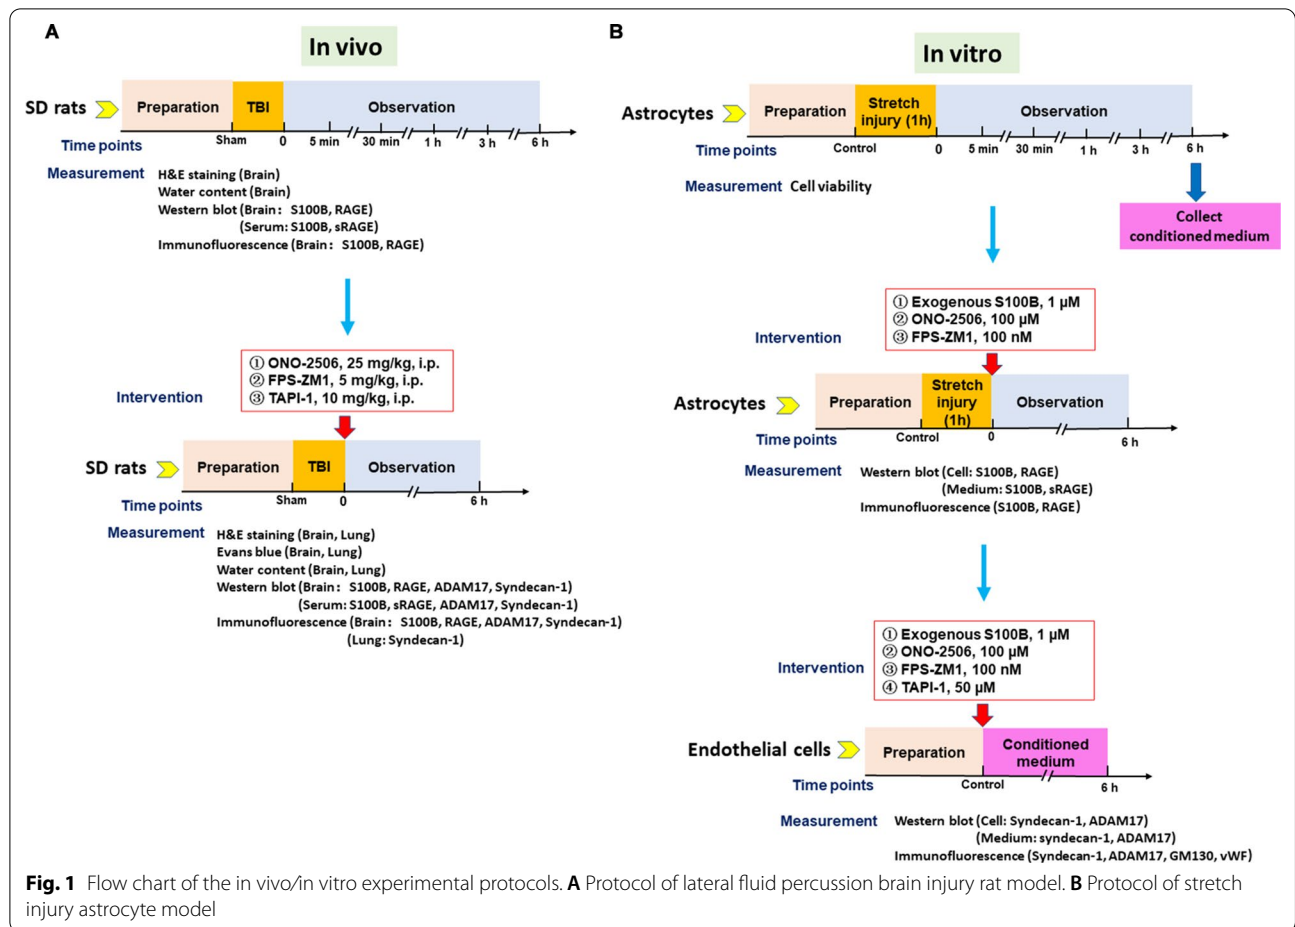 A
In vivo
SD rats
Preparation
TBI
Observation
Sham
0
5 min
30 min
1 h
3 h
6 h
Time points
Measurement
H&E staining (Brain)
Water content (Brain)
Western blot (Brain: S100B, RAGE)
(Serum: S100B, sRAGE)
Immunofluorescence (Brain: S100B, RAGE)
Intervention
① ONO-2506, 25 mg/kg, i.p.
② FPS-ZM1, 5 mg/kg, i.p.
③ TAPI-1, 10 mg/kg, i.p.
SD rats
Preparation
TBI
Observation
Sham
0
6 h
Time points
Measurement
H&E staining (Brain, Lung)
Evans blue (Brain, Lung)
Water content (Brain, Lung)
Western blot (Brain: S100B, RAGE, ADAM17, Syndecan-1)
(Serum: S100B, sRAGE, ADAM17, Syndecan-1)
Immunofluorescence (Brain: S100B, RAGE, ADAM17, Syndecan-1)
(Lung: Syndecan-1)
B
In vitro
Astrocytes
Preparation
Stretch
injury (1h)
Observation
Control
0
5 min
30 min
1 h
3 h
6 h
Time points
Measurement
Cell viability
Collect
conditioned medium
Intervention
① Exogenous S100B, 1 µM
② ONO-2506, 100 µM
③ FPS-ZM1, 100 nM
Astrocytes
Preparation
Stretch
injury
(1h)
Observation
Control
0
6 h
Time points
Measurement
Western blot (Cell: S100B, RAGE)
(Medium: S100B, sRAGE)
Immunofluorescence (S100B, RAGE)
Intervention
① Exogenous S100B, 1 µM
② ONO-2506, 100 µM
③ FPS-ZM1, 100 nM
④ TAPI-1, 50 µM
Endothelial cells
Preparation
Conditioned
medium
Control
6 h
Time points
Measurement
Western blot (Cell: Syndecan-1, ADAM17)
(Medium: syndecan-1, ADAM17)
Immunofluorescence (Syndecan-1, ADAM17, GM130, vWF)
Fig. 1 Flow chart of the in vivo/in vitro experimental protocols. A Protocol of lateral fluid percussion brain injury rat model. B Protocol of stretch
injury astrocyte model